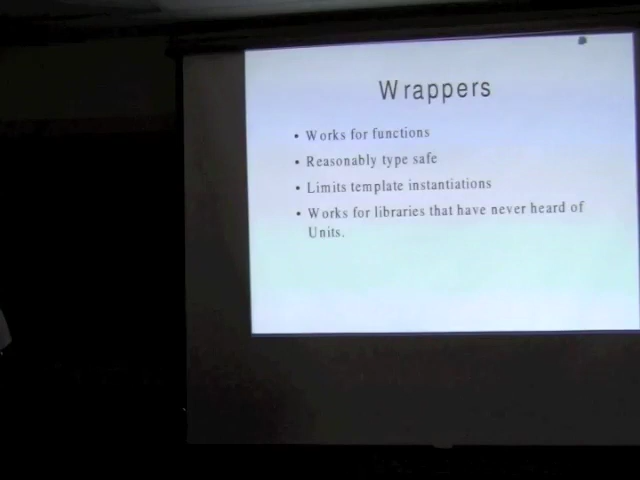 Wrappers
• Works for functions
• Reasonably type safe
• Limits template instantiations
• Works for libraries that have never heard of
Units.